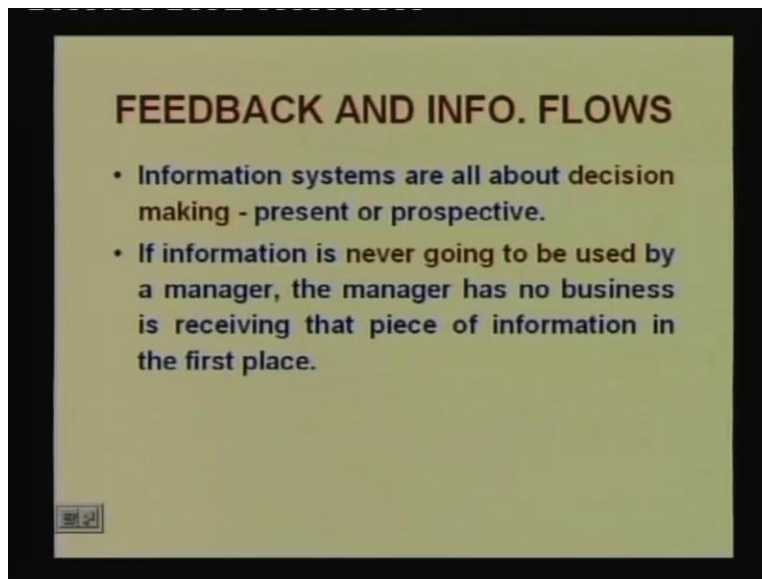 FEEDBACK AND INFO. FLOWS
• Information systems are all about decision
making - present or prospective.
• If information is never going to be used by
a manager, the manager has no business
is receiving that piece of information in
the first place.